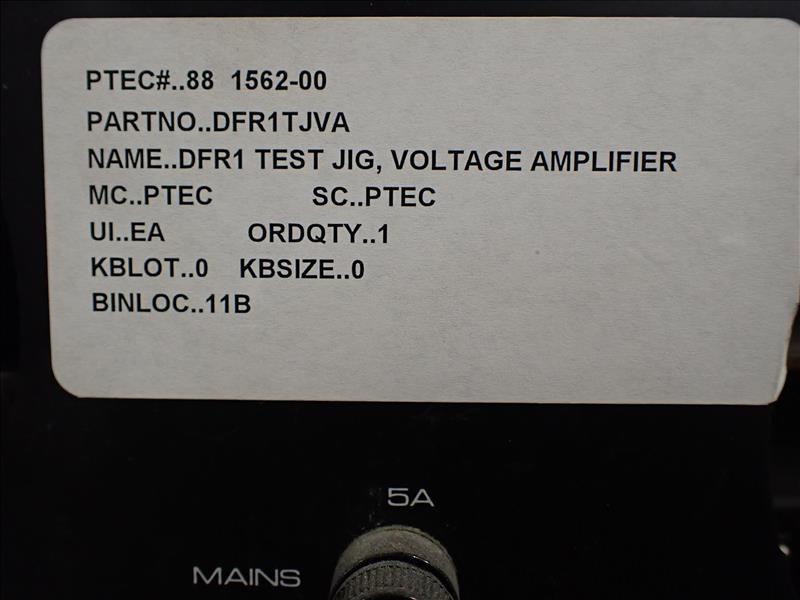 PTEC#..88 1562-00
PARTNO..DFR1TJVA
NAME..DFR1 TEST JIG, VOLTAGE AMPLIFIER
MC..PTEC SC..PTEC
UI..EA ORDQTY..1
KBLOT..0 KBSIZE..0
BINLOC..11B
5A
MAINS